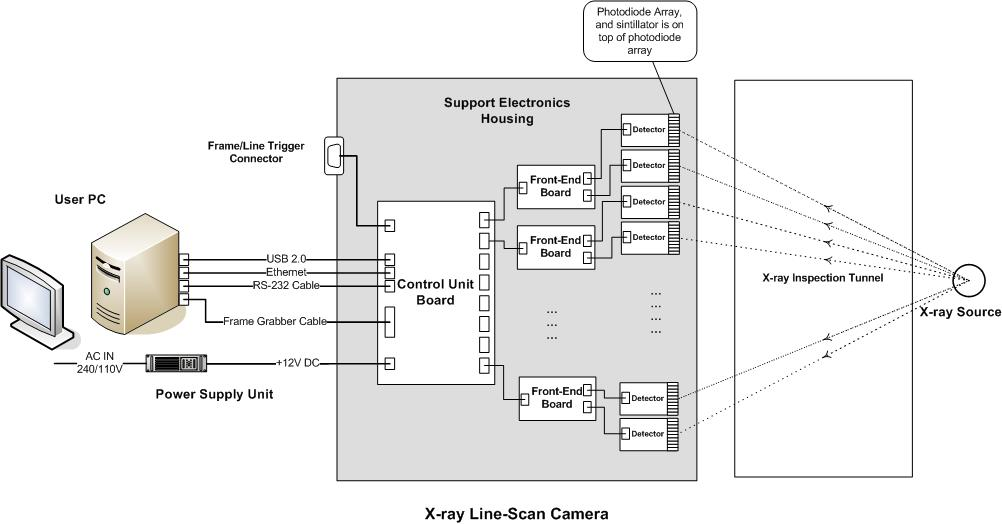 Photodiode Array,
and sintillator is on
top of photodiode
array
Support Electronics
Housing
Frame/Line Trigger
Connector
User PC
Detector
Detector
Detector
Detector
Front-End
Board
Front-End
Board
USB 2.0
Ethernet
RS-232 Cable
Frame Grabber Cable
Control Unit
Board
X-ray Inspection Tunnel
X-ray Source
...
...
...
...
AC IN
240/110V
+12V DC
Power Supply Unit
Front-End
Board
Detector
Detector
X-ray Line-Scan Camera